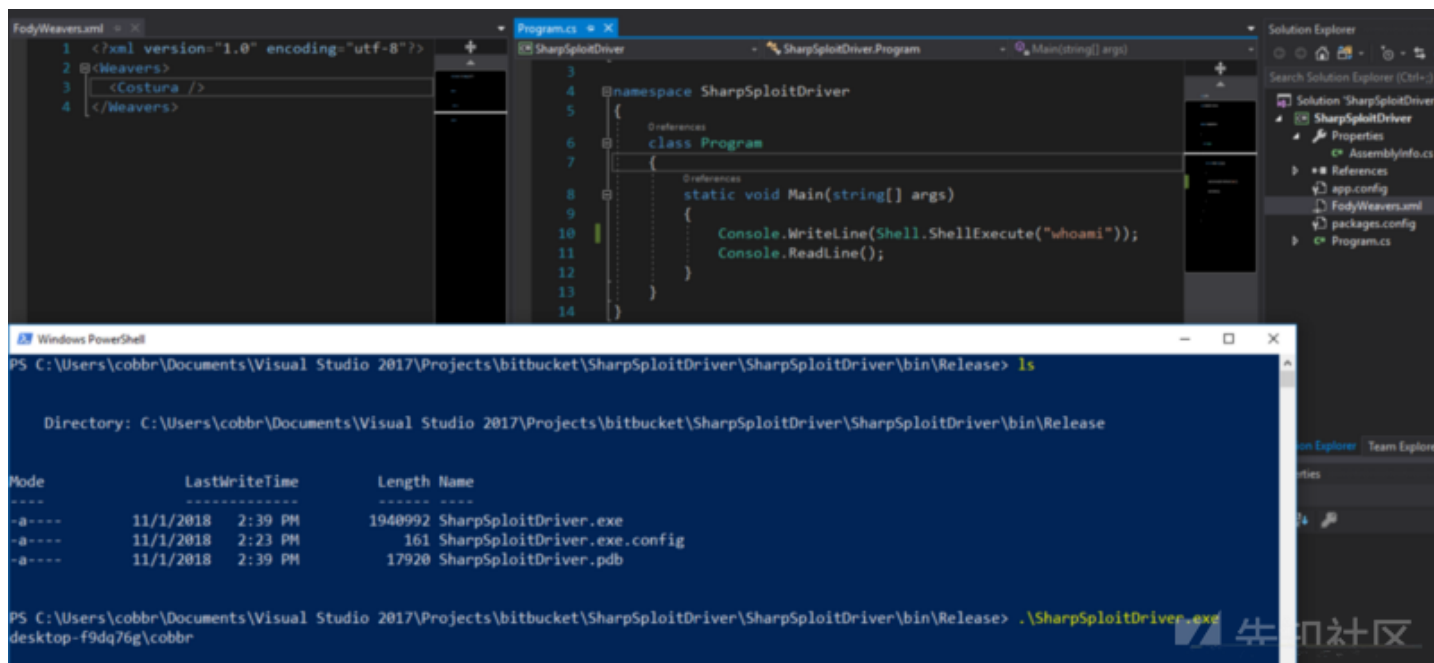 FodyWeavers.xml
1 <?xml version="1.0" encoding="utf-8"?>
2 <Weavers>
3 <Costura />
4 </Weavers>
Program.cs
SharpSploitDriver
SharpSploitDriver.Program
Main(string[] args)
3
4 namespace SharpSploitDriver
5 {
0 references
6 class Program
7 {
0 references
8 static void Main(string[] args)
9 {
10 Console.WriteLine(Shell.ShellExecute("whoami"));
11 Console.ReadLine();
12 }
13 }
14 }
Solution Explorer
Search Solution Explorer (Ctrl+;)
Solution 'SharpSploitDriver
SharpSploitDriver
Properties
AssemblyInfo.cs
References
app.config
FodyWeavers.xml
packages.config
Program.cs
on Explorer Team Explore
rties
Windows PowerShell
PS C:\Users\cobbr\Documents\Visual Studio 2017\Projects\bitbucket\SharpSploitDriver\SharpSploitDriver\bin\Release> ls
Directory: C:\Users\cobbr\Documents\Visual Studio 2017\Projects\bitbucket\SharpSploitDriver\SharpSploitDriver\bin\Release
Mode LastWriteTime Length Name
---- ------------- ------ ----
-a---- 11/1/2018 2:39 PM 1940992 SharpSploitDriver.exe
-a---- 11/1/2018 2:23 PM 161 SharpSploitDriver.exe.config
-a---- 11/1/2018 2:39 PM 17920 SharpSploitDriver.pdb
PS C:\Users\cobbr\Documents\Visual Studio 2017\Projects\bitbucket\SharpSploitDriver\SharpSploitDriver\bin\Release> .\SharpSploitDriver.exe
desktop-f9dq76g\cobbr
先知社区